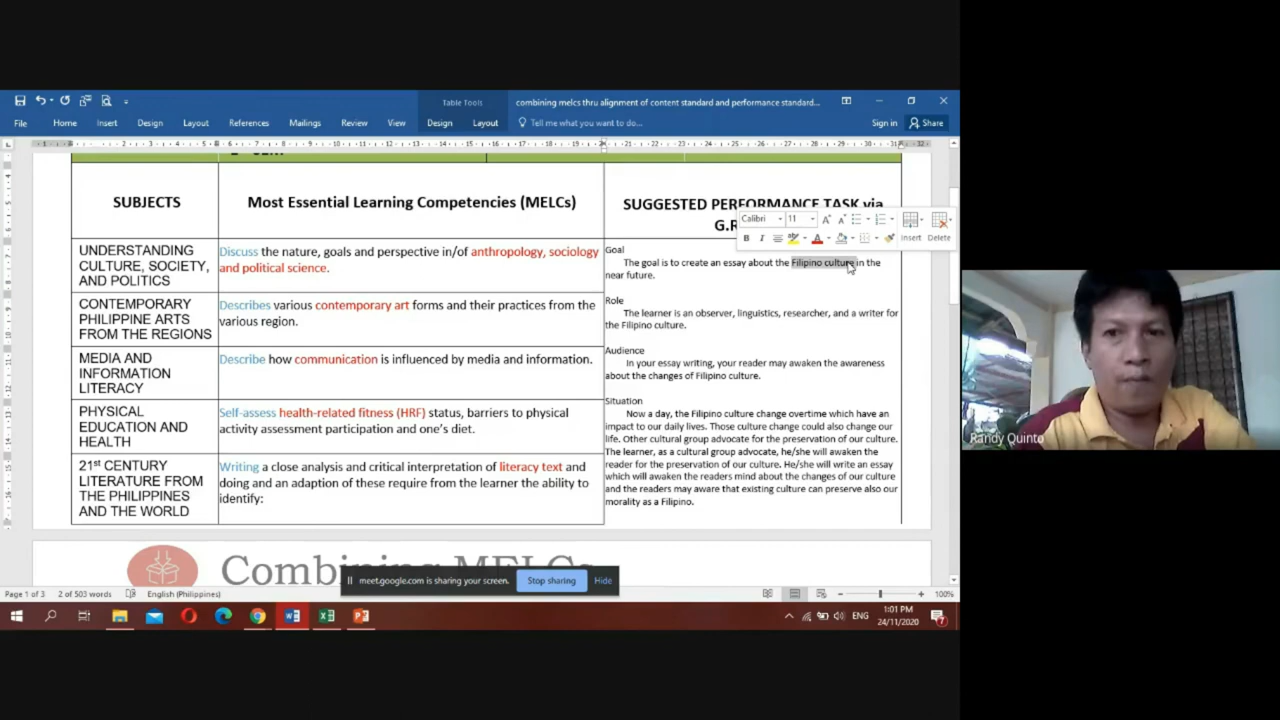 Table Tools
combining melcs thru alignment of content standard and performance standard...
File Home Insert Design Layout References Mailings Review View Design Layout Tell me what you want to do... Sign in Share
SUBJECTS
Most Essential Learning Competencies (MELCs)
SUGGESTED PERFORMANCE TASK via
Calibri 11
Insert Delete
UNDERSTANDING
CULTURE, SOCIETY,
AND POLITICS
Discuss the nature, goals and perspective in/of anthropology, sociology
and political science.
CONTEMPORARY
PHILIPPINE ARTS
FROM THE REGIONS
Describes various contemporary art forms and their practices from the
various region.
MEDIA AND
INFORMATION
LITERACY
Describe how communication is influenced by media and information.
PHYSICAL
EDUCATION AND
HEALTH
Self-assess health-related fitness (HRF) status, barriers to physical
activity assessment participation and one's diet.
21st CENTURY
LITERATURE FROM
THE PHILIPPINES
AND THE WORLD
Writing a close analysis and critical interpretation of literacy text and
doing and an adaption of these require from the learner the ability to
identify:
Goal
The goal is to create an essay about the Filipino culture in the
near future.
Role
The learner is an observer, linguistics, researcher, and a writer for
the Filipino culture.
Audience
In your essay writing, your reader may awaken the awareness
about the changes of Filipino culture.
Situation
Now a day, the Filipino culture change overtime which have an
impact to our daily lives. Those culture change could also change our
life. Other cultural group advocate for the preservation of our culture.
The learner, as a cultural group advocate, he/she will awaken the
reader for the preservation of our culture. He/she will write an essay
which will awaken the readers mind about the changes of our culture
and the readers may aware that existing culture can preserve also our
morality as a Filipino.
Combining MELCs
meet.google.com is sharing your screen. Stop sharing Hide
Page 1 of 3 2 of 503 words English (Philippines) 100%
ENG
1:01 PM
24/11/2020
Randy Quinto